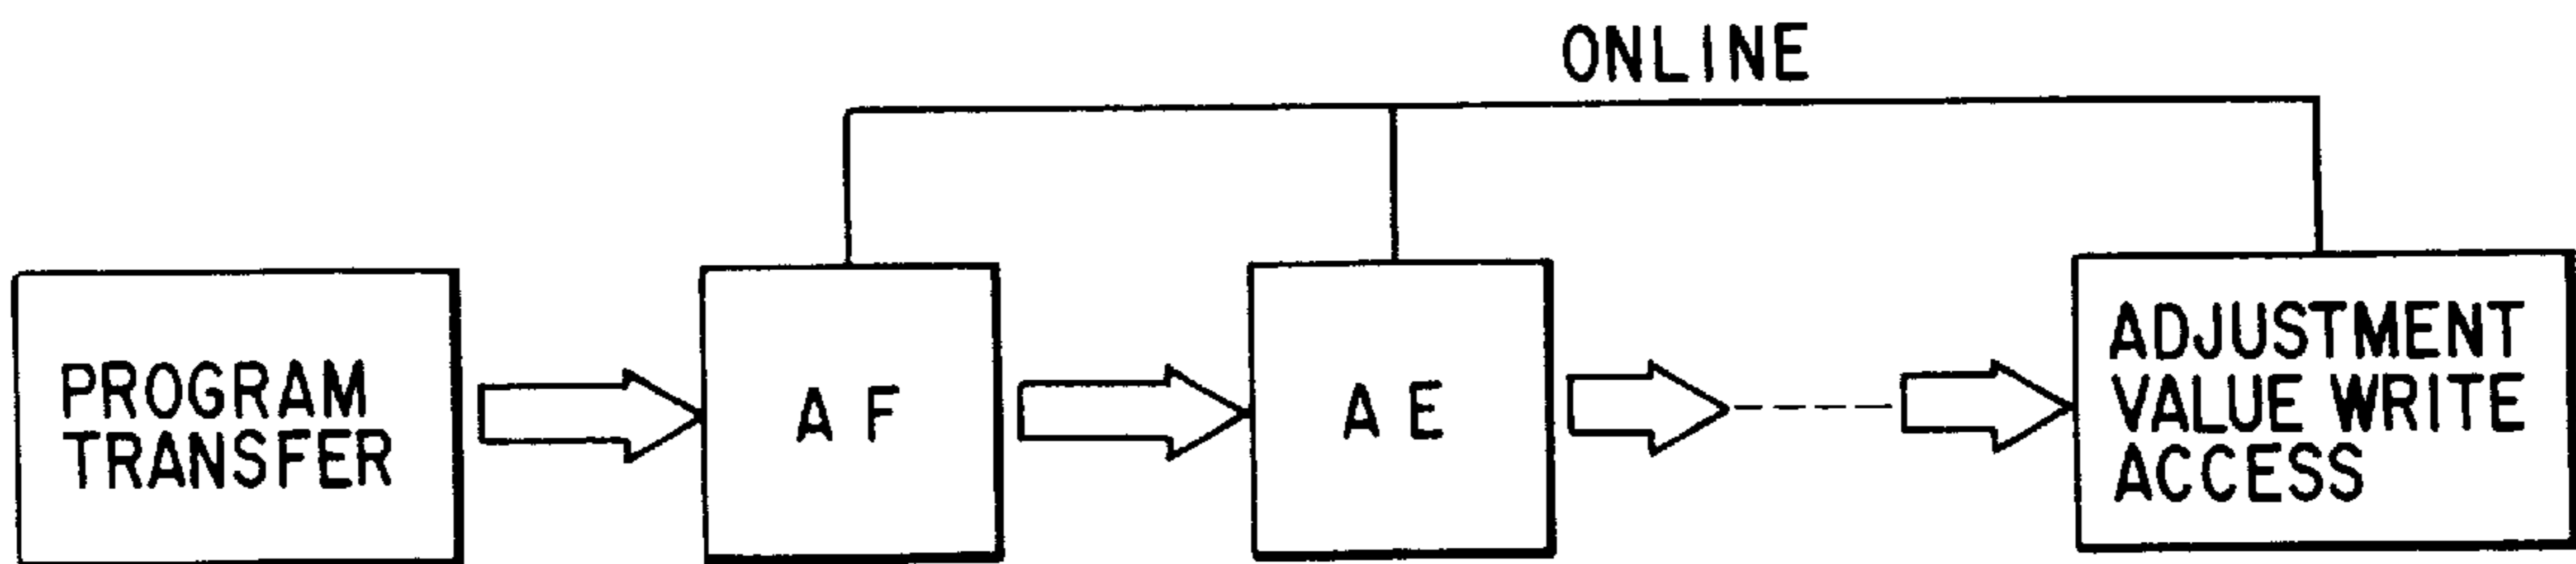 ONLINE
PROGRAM
TRANSFER
A F
A E
ADJUSTMENT
VALUE WRITE
ACCESS